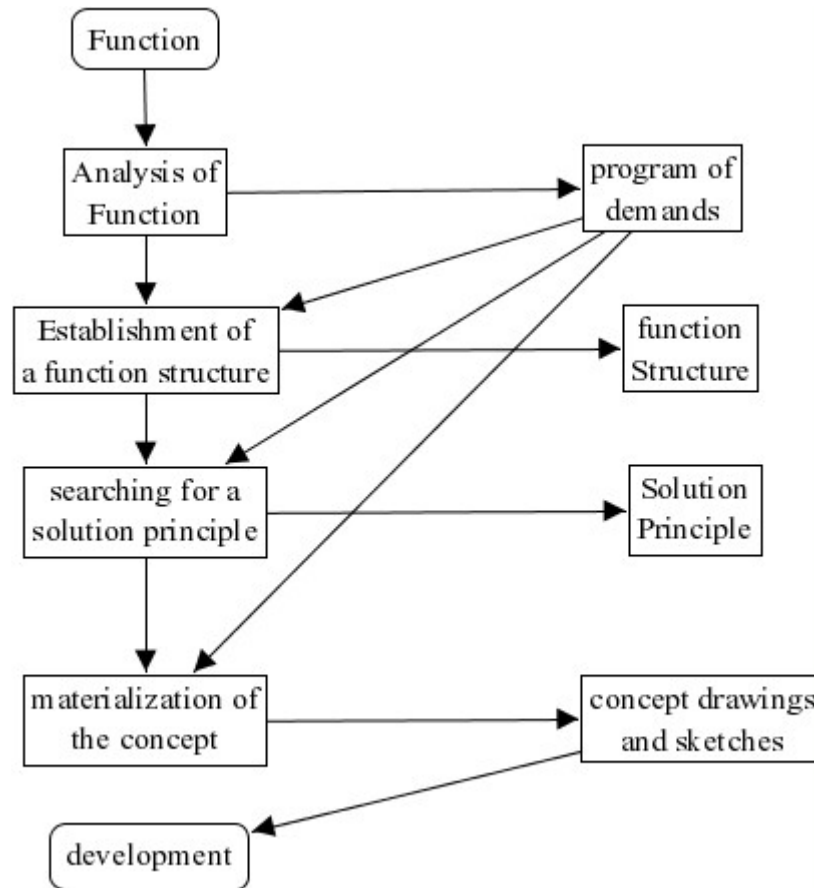 Function
Analysis of
Function
program of
demands
Establishment of
a function structure
function
Structure
searching for a
solution principle
Solution
Principle
materialization of
the concept
concept drawings
and sketches
development